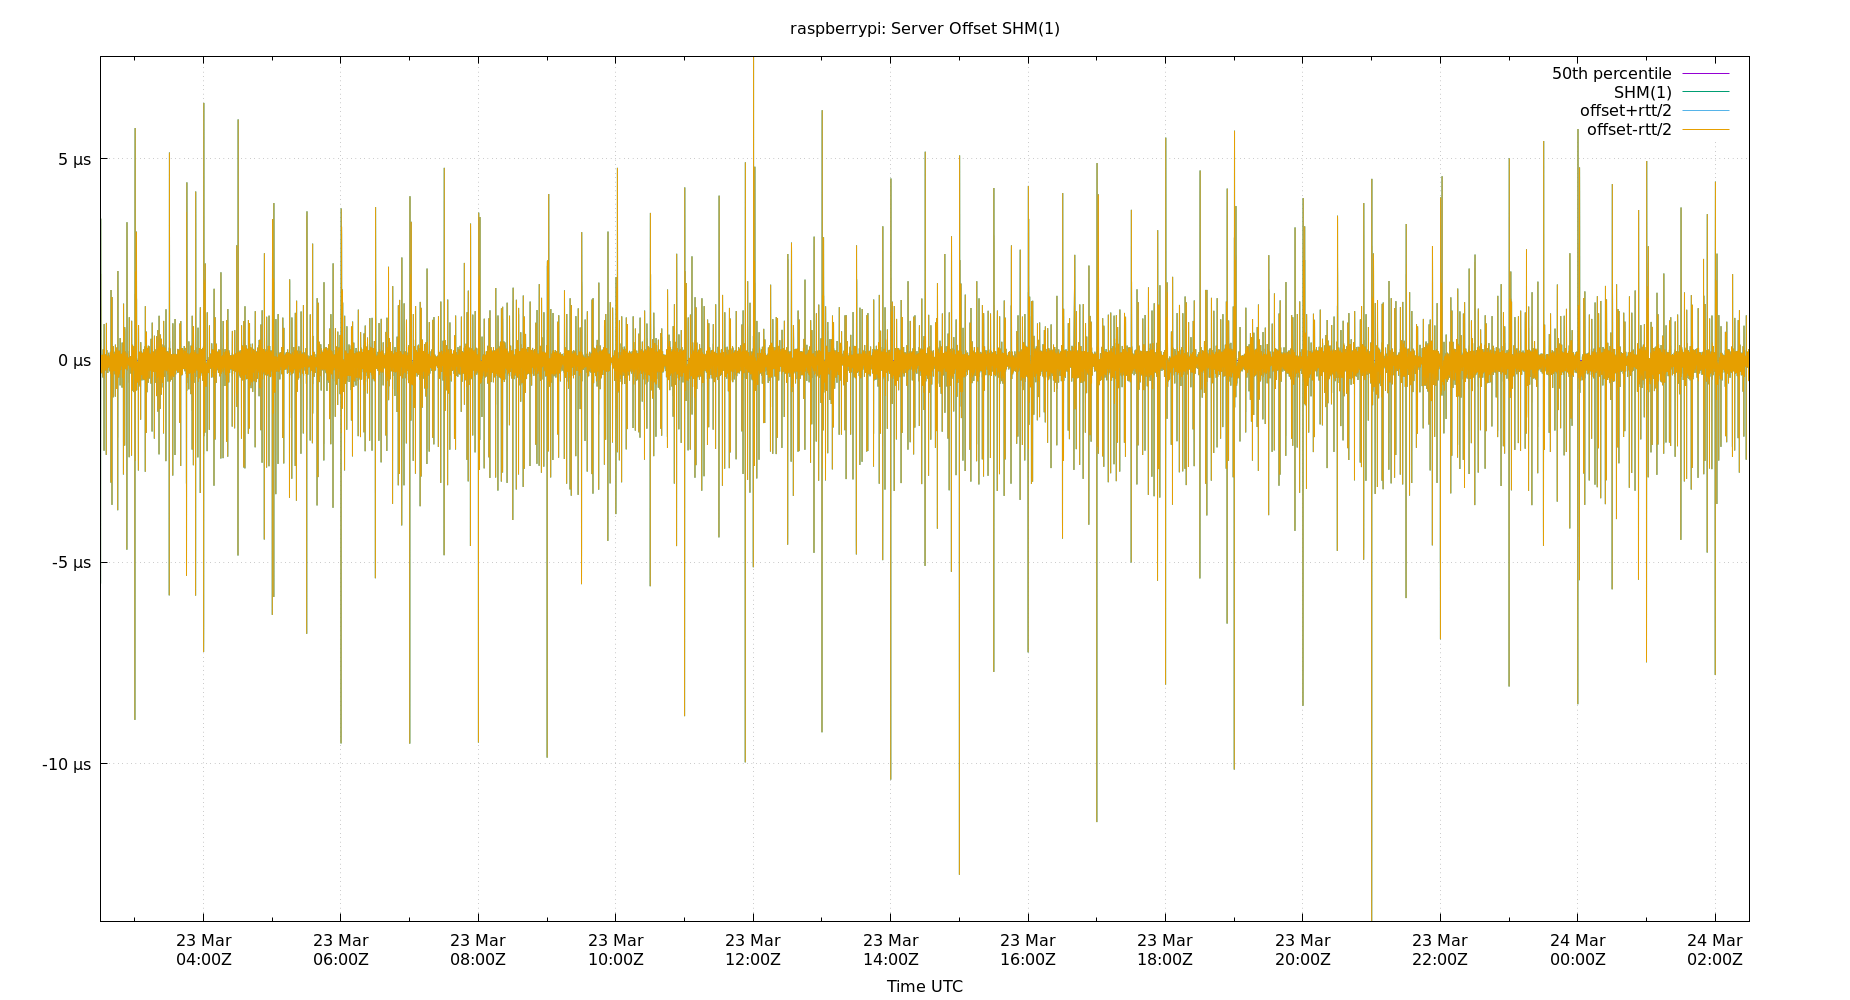 raspberrypi: Server Offset SHM(1)
50th percentile
SHM(1)
offset+rtt/2
offset-rtt/2
5 µs
0 µs
-5 µs
-10 µs
23 Mar 23 Mar 23 Mar 23 Mar 23 Mar 23 Mar 23 Mar 23 Mar 23 Mar 23 Mar 24 Mar 24 Mar
04:00Z 06:00Z 08:00Z 10:00Z 12:00Z 14:00Z 16:00Z 18:00Z 20:00Z 22:00Z 00:00Z 02:00Z
Time UTC